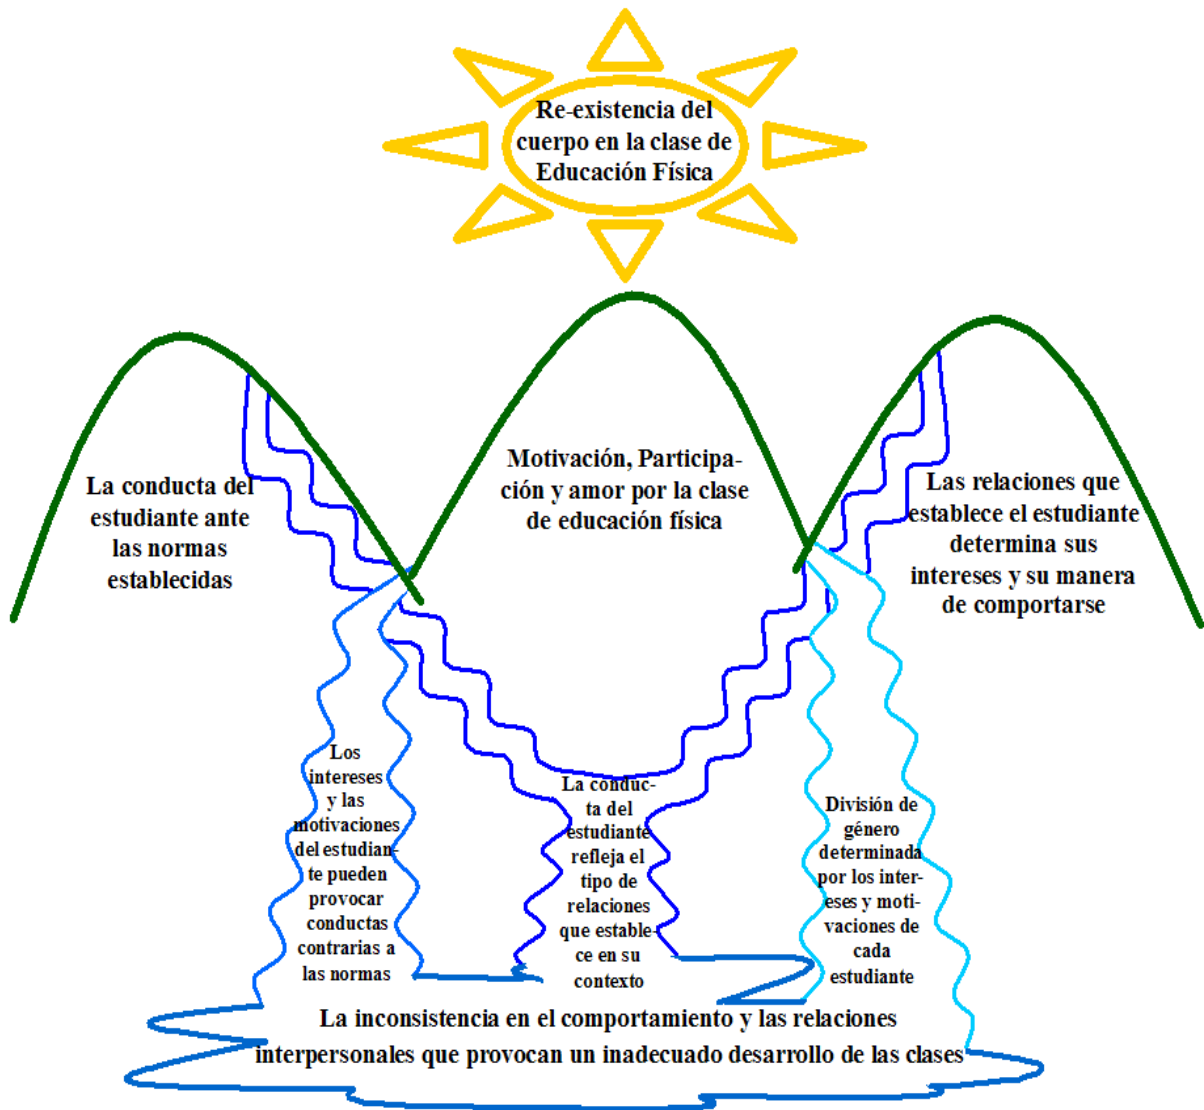 Re-existencia del
cuerpo en la clase de
Educación Física
La conducta del
estudiante ante
las normas
establecidas
Motivación, Participa-
ción y amor por la clase
de educación física
Las relaciones que
establece el estudiante
determina sus
intereses y su manera
de comportarse
Los
intereses
y las
motivaciones
del estudian-
te pueden
provocar
conductas
contrarias a
las normas
La conduc-
ta del
estudiante
refleja el
tipo de
relaciones
que estable-
ce en su
contexto
División de
género
determinada
por los inter-
eses y moti-
vaciones de
cada
estudiante
La inconsistencia en el comportamiento y las relaciones
interpersonales que provocan un inadecuado desarrollo de las clases